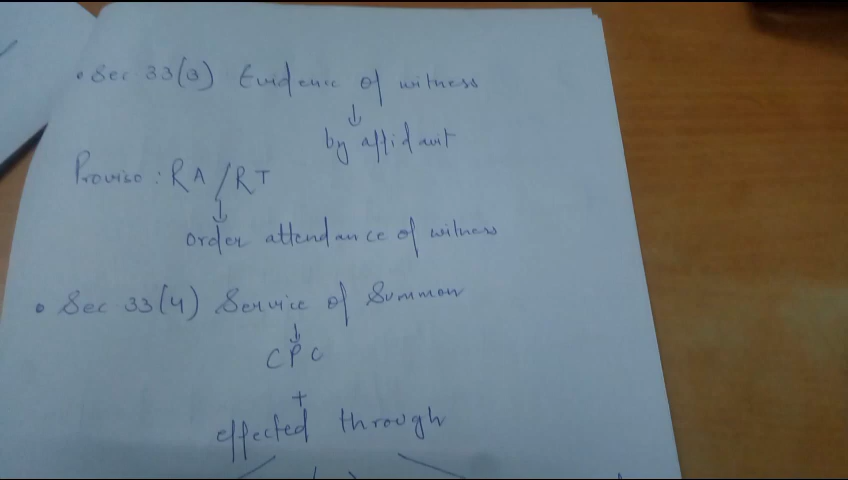 • Sec 33(3) Evidence of witness
↓
by affidavit
Proviso : RA/RT
↓
order attendance of witness
• Sec 33(4) Service of Summon
↓
CPC
+
effected through